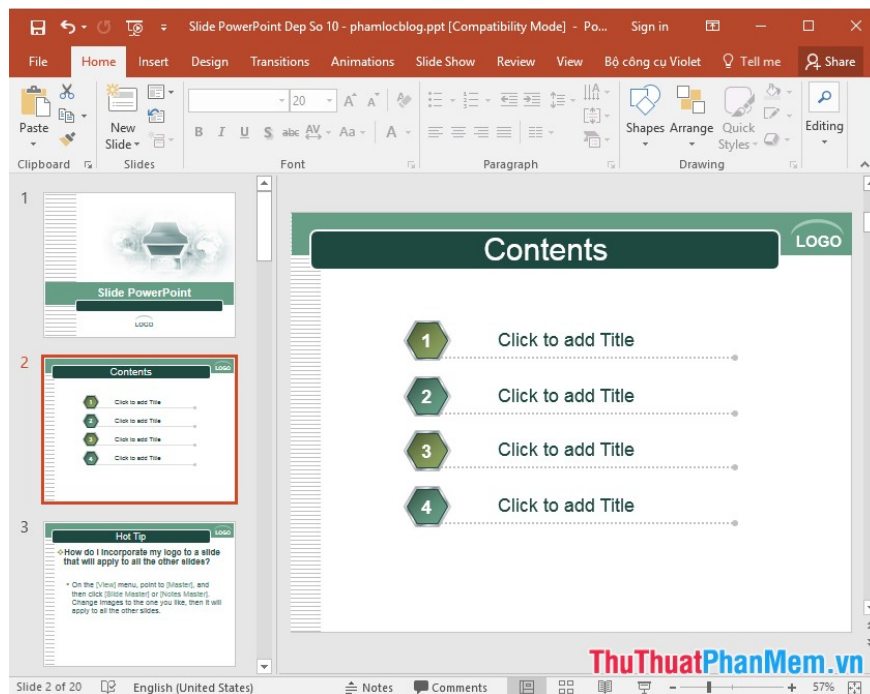 Slide PowerPoint Dep So 10 - phamlocblog.ppt [Compatibility Mode] - Po... Sign in
File Home Insert Design Transitions Animations Slide Show Review View Bộ công cụ Violet Tell me Share
Paste
New Slide
20
B I U S abc AV Aa A
Shapes Arrange Quick Styles
Editing
Clipboard Slides Font Paragraph Drawing
1
Slide PowerPoint
LOGO
2
Contents
LOGO
1 Click to add Title
2 Click to add Title
3 Click to add Title
4 Click to add Title
3
Hot Tip
LOGO
How do I incorporate my logo to a slide
that will apply to all the other slides?
On the [View] menu, point to [Master], and
then click [Slide Master] or [Notes Master].
Change images to the one you like, then it will
apply to all the other slides.
Contents
LOGO
1 Click to add Title
2 Click to add Title
3 Click to add Title
4 Click to add Title
ThuThuatPhanMem.vn
Slide 2 of 20 English (United States) Notes Comments 57%